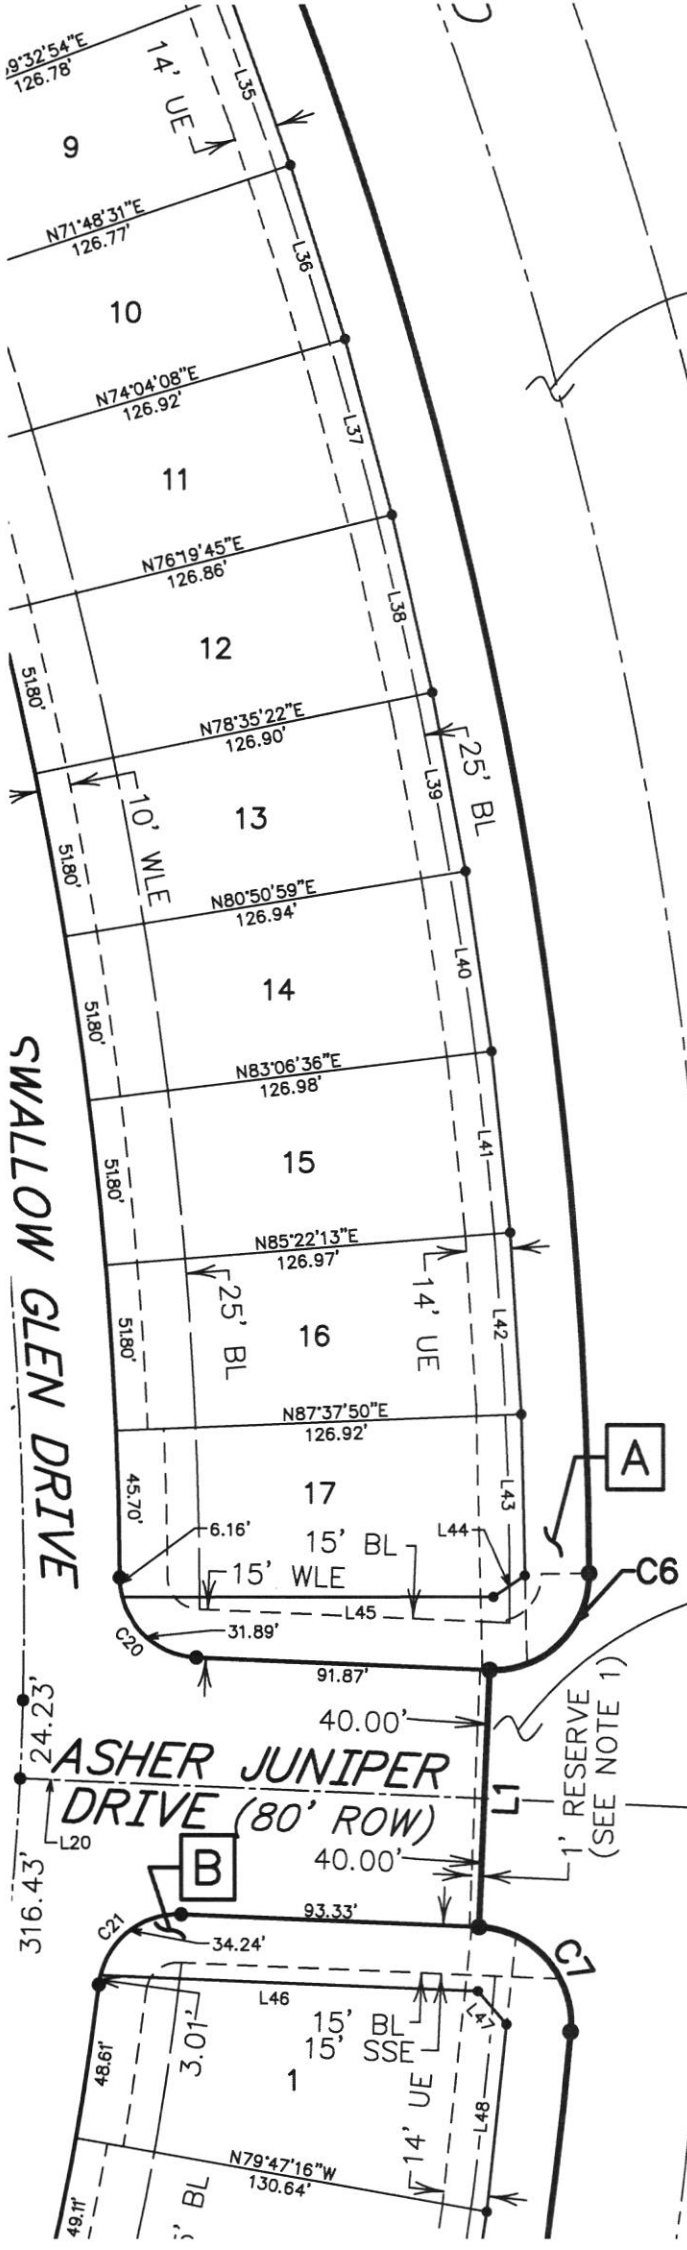 9°32'54"E
126.78'
L35
14' UE
9
N71°48'31"E
126.77'
L36
10
N74°04'08"E
126.92'
L37
11
N76°19'45"E
126.86'
L38
12
51.80'
N78°35'22"E
126.90'
25' BL
L39
13
10' WLE
51.80'
N80°50'59"E
126.94'
L40
14
51.80'
N83°06'36"E
126.98'
L41
15
51.80'
N85°22'13"E
126.97'
14' UE
25' BL
L42
16
51.80'
N87°37'50"E
126.92'
A
L43
17
45.70'
6.16'
15' BL
L44
C6
15' WLE
L45
31.89'
C20
91.87'
SWALLOW GLEN DRIVE
24.23'
40.00'
1' RESERVE
(SEE NOTE 1)
ASHER JUNIPER
DRIVE (80' ROW)
L1
L20
40.00'
316.43'
B
93.33'
C21
34.24'
C7
L46
15' BL
15' SSE
L47
3.01'
48.61'
1
14' UE
L48
N79°47'16"W
130.64'
' BL
49.11'